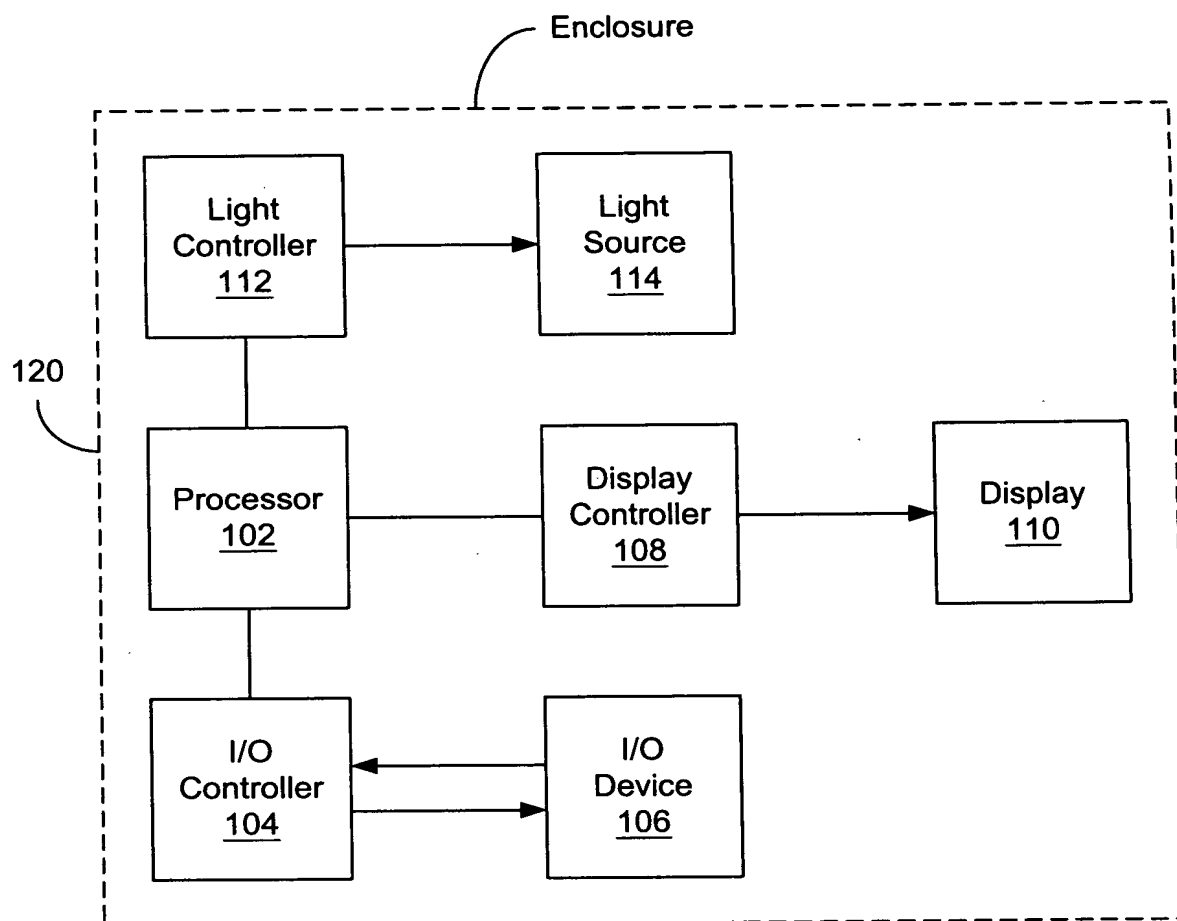 Enclosure
Light
Controller
112
Light
Source
114
120
Processor
102
Display
Controller
108
Display
110
I/O
Controller
104
I/O
Device
106